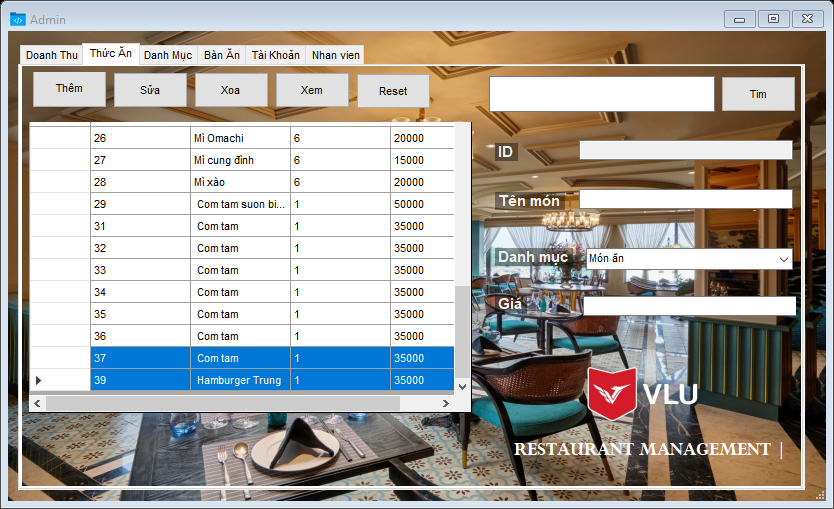 Admin
Doanh Thu Thức Ăn Danh Mục Bàn Ăn Tài Khoản Nhan vien
Thêm Sửa Xoa Xem Reset Tim
26 Mì Omachi 6 20000
27 Mì cung đình 6 15000
28 Mì xào 6 20000
29 Com tam suon bi... 1 50000
31 Com tam 1 35000
32 Com tam 1 35000
33 Com tam 1 35000
34 Com tam 1 35000
35 Com tam 1 35000
36 Com tam 1 35000
37 Com tam 1 35000
39 Hamburger Trung 1 35000
ID
Tên món
Danh mục Món ăn
Giá
VLU
RESTAURANT MANAGEMENT |